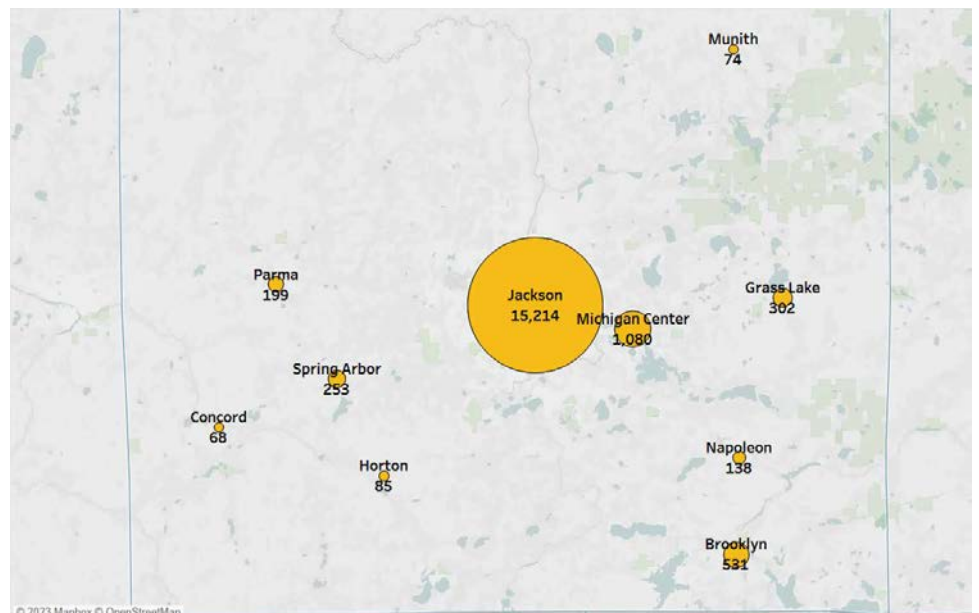 Munith
74
Parma
199
Jackson
15,214
Grass Lake
302
Michigan Center
1,080
Spring Arbor
253
Concord
68
Horton
85
Napoleon
138
Brooklyn
531
© 2023 Mapbox © OpenStreetMap